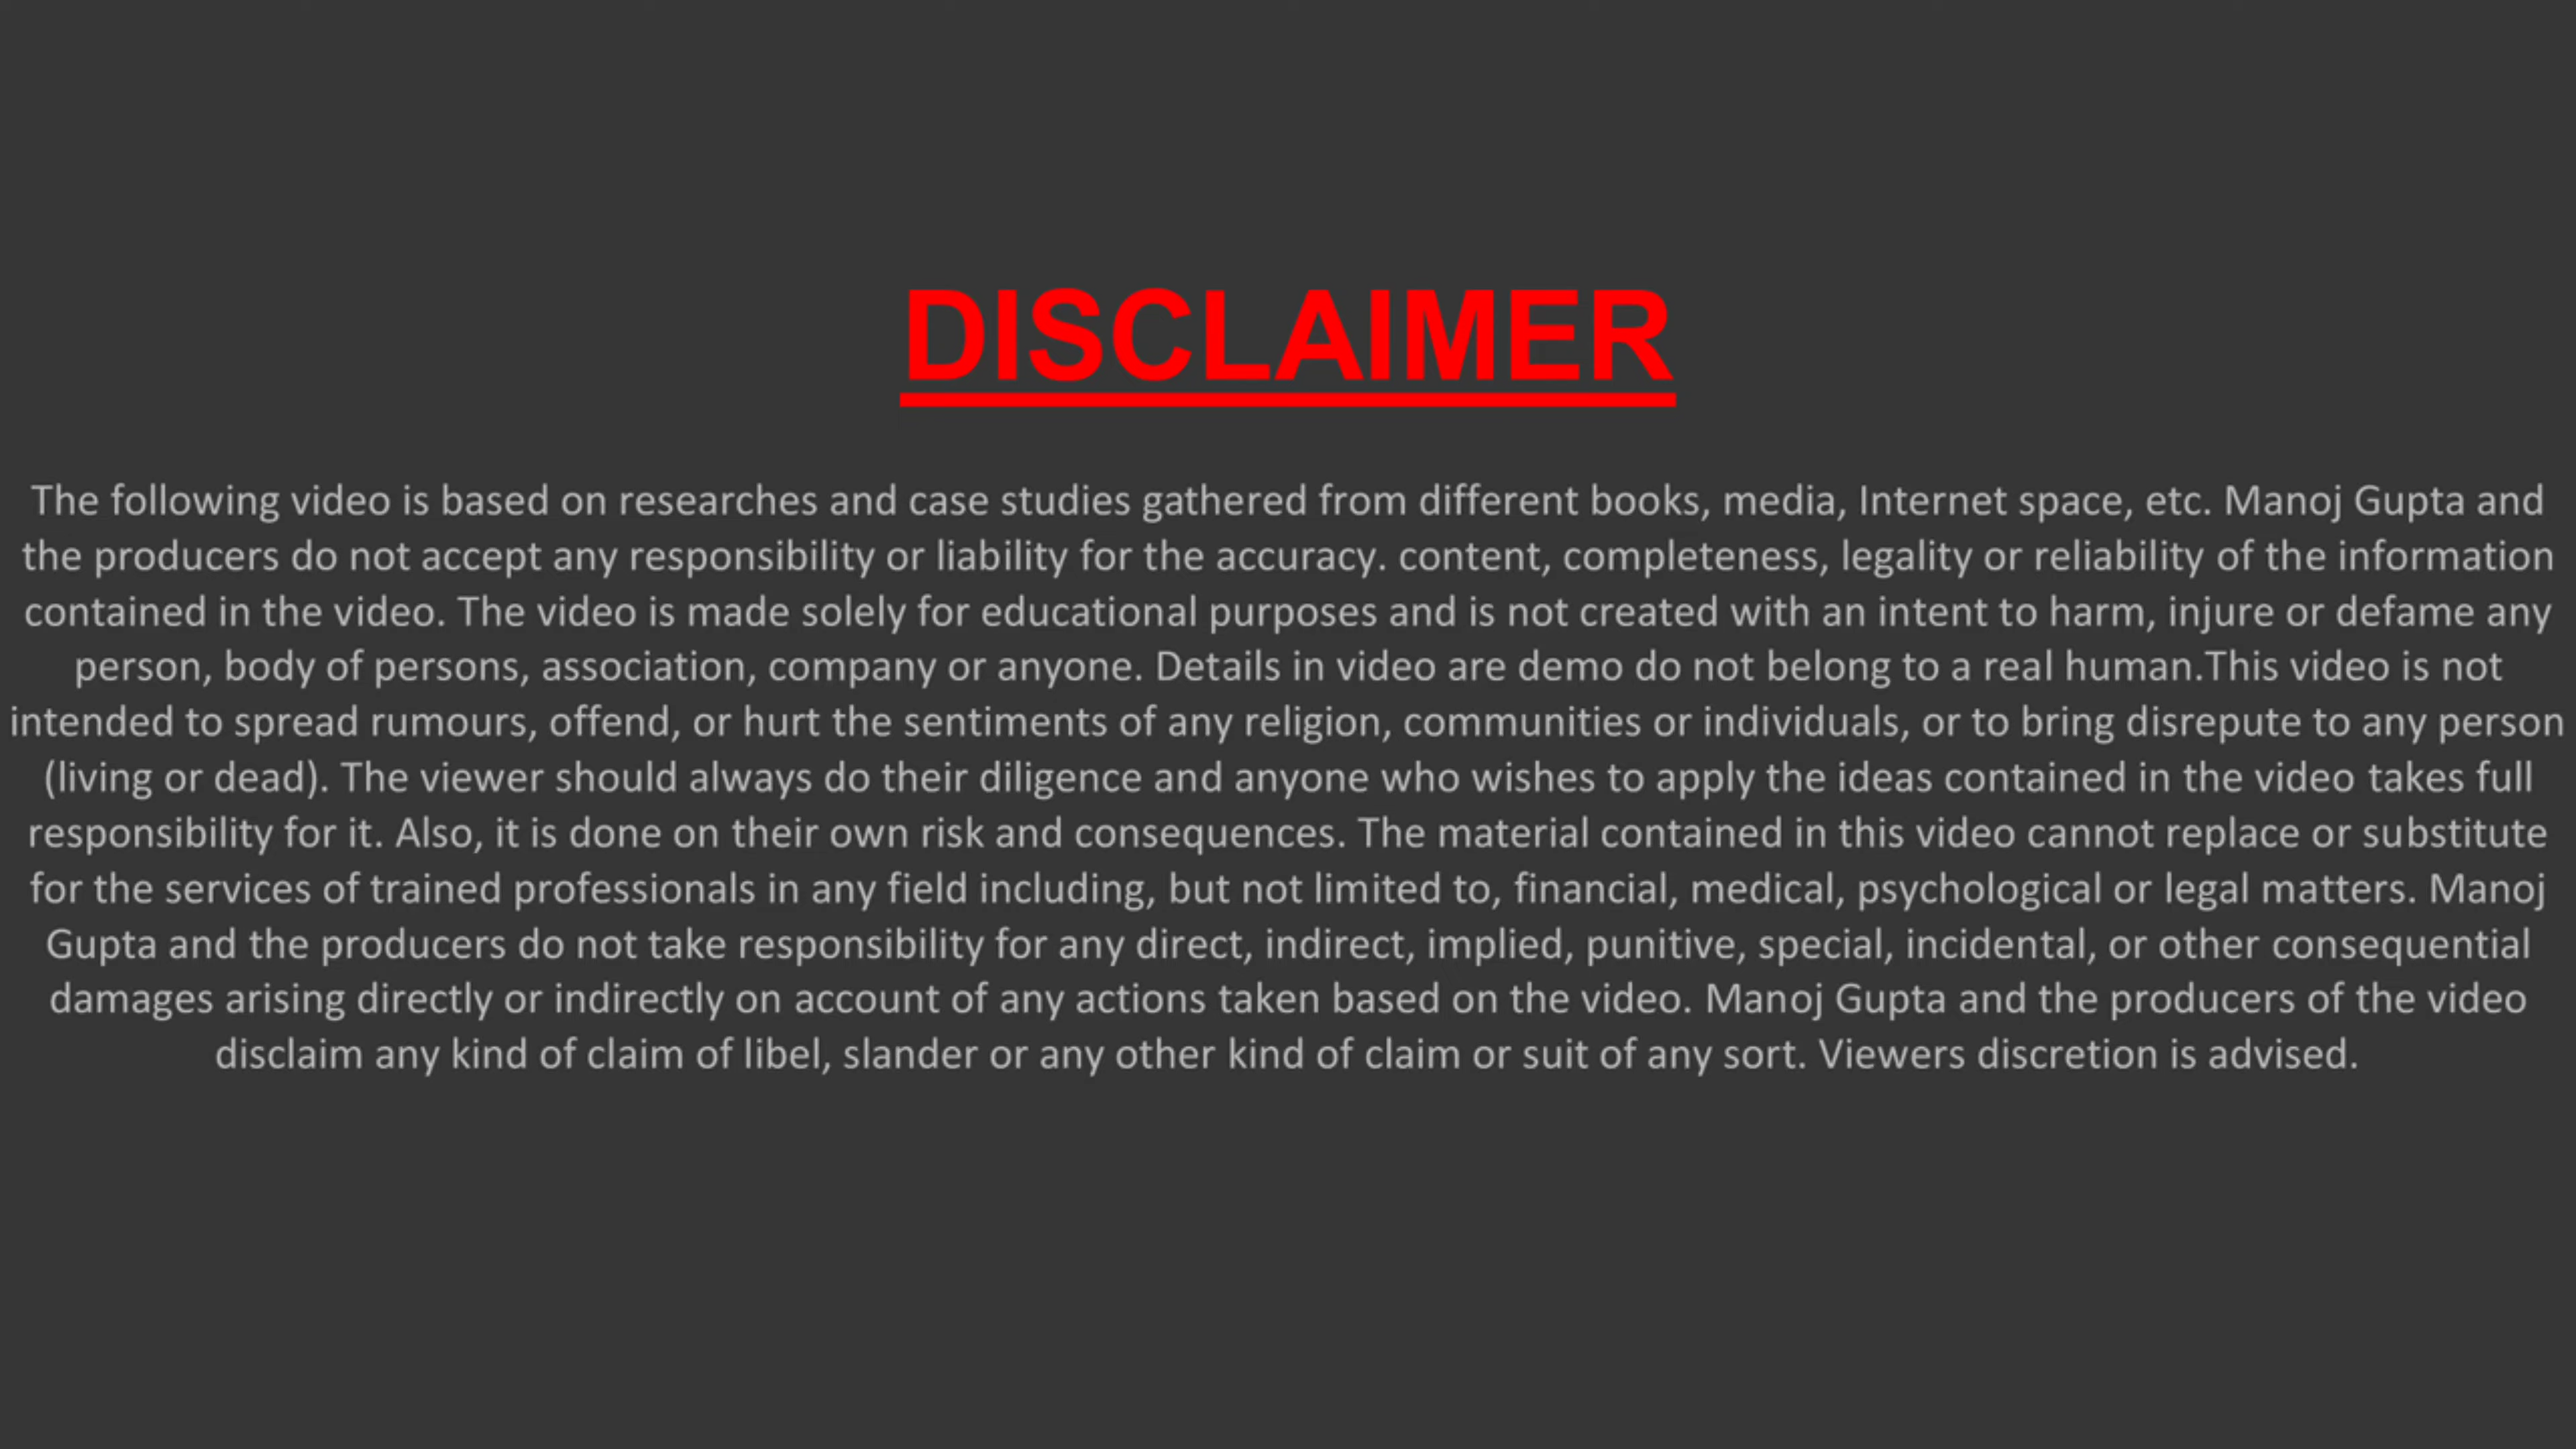 DISCLAIMER
The following video is based on researches and case studies gathered from different books, media, Internet space, etc. Manoj Gupta and
the producers do not accept any responsibility or liability for the accuracy. content, completeness, legality or reliability of the information
contained in the video. The video is made solely for educational purposes and is not created with an intent to harm, injure or defame any
person, body of persons, association, company or anyone. Details in video are demo do not belong to a real human.This video is not
intended to spread rumours, offend, or hurt the sentiments of any religion, communities or individuals, or to bring disrepute to any person
(living or dead). The viewer should always do their diligence and anyone who wishes to apply the ideas contained in the video takes full
responsibility for it. Also, it is done on their own risk and consequences. The material contained in this video cannot replace or substitute
for the services of trained professionals in any field including, but not limited to, financial, medical, psychological or legal matters. Manoj
Gupta and the producers do not take responsibility for any direct, indirect, implied, punitive, special, incidental, or other consequential
damages arising directly or indirectly on account of any actions taken based on the video. Manoj Gupta and the producers of the video
disclaim any kind of claim of libel, slander or any other kind of claim or suit of any sort. Viewers discretion is advised.